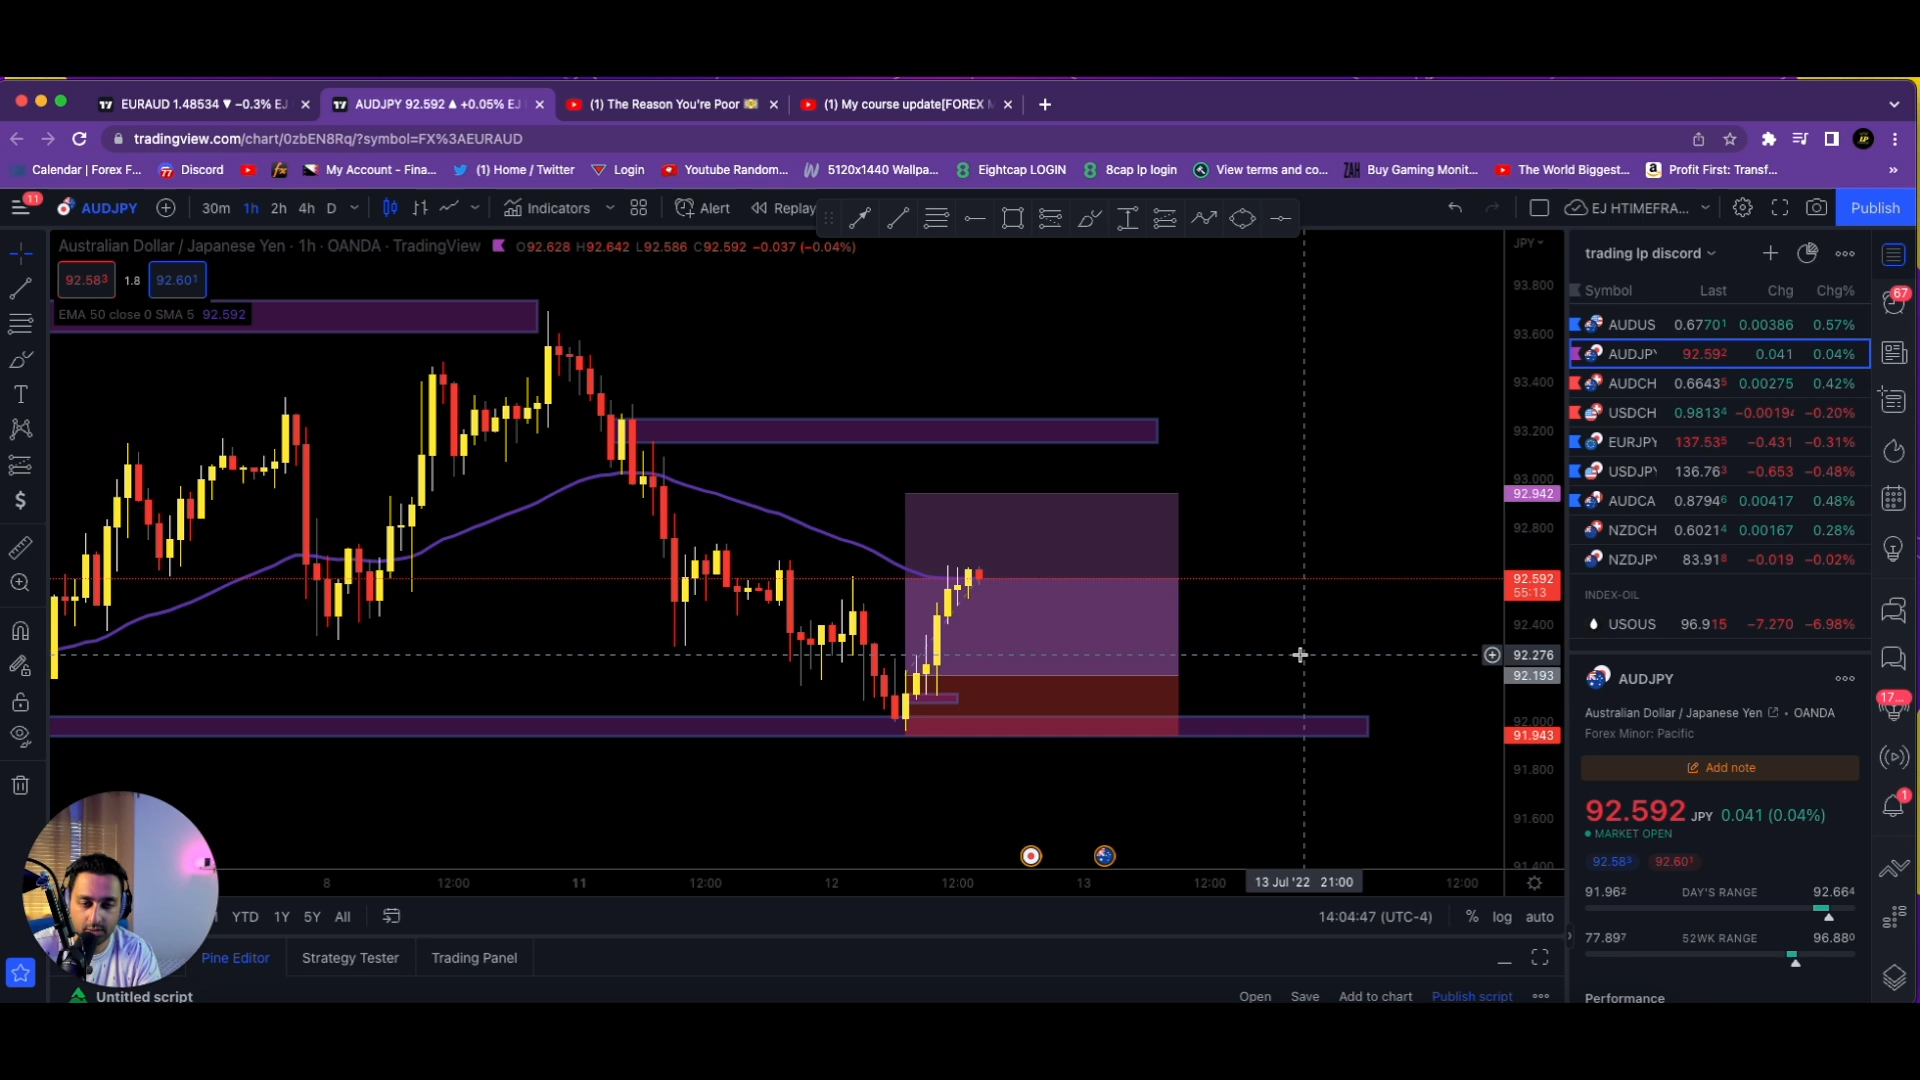 EURAUD 1.48534 ▼ −0.3% EJ
AUDJPY 92.592 ▲ +0.05% EJ
(1) The Reason You're Poor
(1) My course update[FOREX M
tradingview.com/chart/0zbEN8Rq/?symbol=FX%3AEURAUD
Calendar | Forex F...
Discord
My Account - Fina...
(1) Home / Twitter
Login
Youtube Random...
5120x1440 Wallpa...
Eightcap LOGIN
8cap lp login
View terms and co...
Buy Gaming Monit...
The World Biggest...
Profit First: Transf...
11
AUDJPY
30m 1h 2h 4h D
Indicators
Alert
Replay
EJ HTIMEFRA...
Publish
Australian Dollar / Japanese Yen · 1h · OANDA · TradingView
O92.628 H92.642 L92.586 C92.592 −0.037 (−0.04%)
92.583 1.8 92.601
EMA 50 close 0 SMA 5 92.592
JPY
93.800
93.600
93.400
93.200
93.000
92.942
92.800
92.592
55:13
92.400
92.276
92.193
92.000
91.943
91.800
91.600
91.400
8 12:00 11 12:00 12 12:00 13 12:00 13 Jul '22 21:00 12:00
YTD 1Y 5Y All
14:04:47 (UTC-4) % log auto
Pine Editor Strategy Tester Trading Panel
Untitled script
Open Save Add to chart Publish script
trading lp discord
Symbol Last Chg Chg%
AUDUS 0.67701 0.00386 0.57%
AUDJPY 92.592 0.041 0.04%
AUDCH 0.66435 0.00275 0.42%
USDCH 0.98134 −0.00194 −0.20%
EURJPY 137.535 −0.431 −0.31%
USDJPY 136.763 −0.653 −0.48%
AUDCA 0.87946 0.00417 0.48%
NZDCH 0.60214 0.00167 0.28%
NZDJPY 83.918 −0.019 −0.02%
INDEX-OIL
USOUS 96.915 −7.270 −6.98%
AUDJPY
Australian Dollar / Japanese Yen • OANDA
Forex Minor: Pacific
Add note
92.592 JPY 0.041 (0.04%)
MARKET OPEN
92.583 92.601
91.962 DAY'S RANGE 92.664
77.897 52WK RANGE 96.880
Performance
67
17...
1